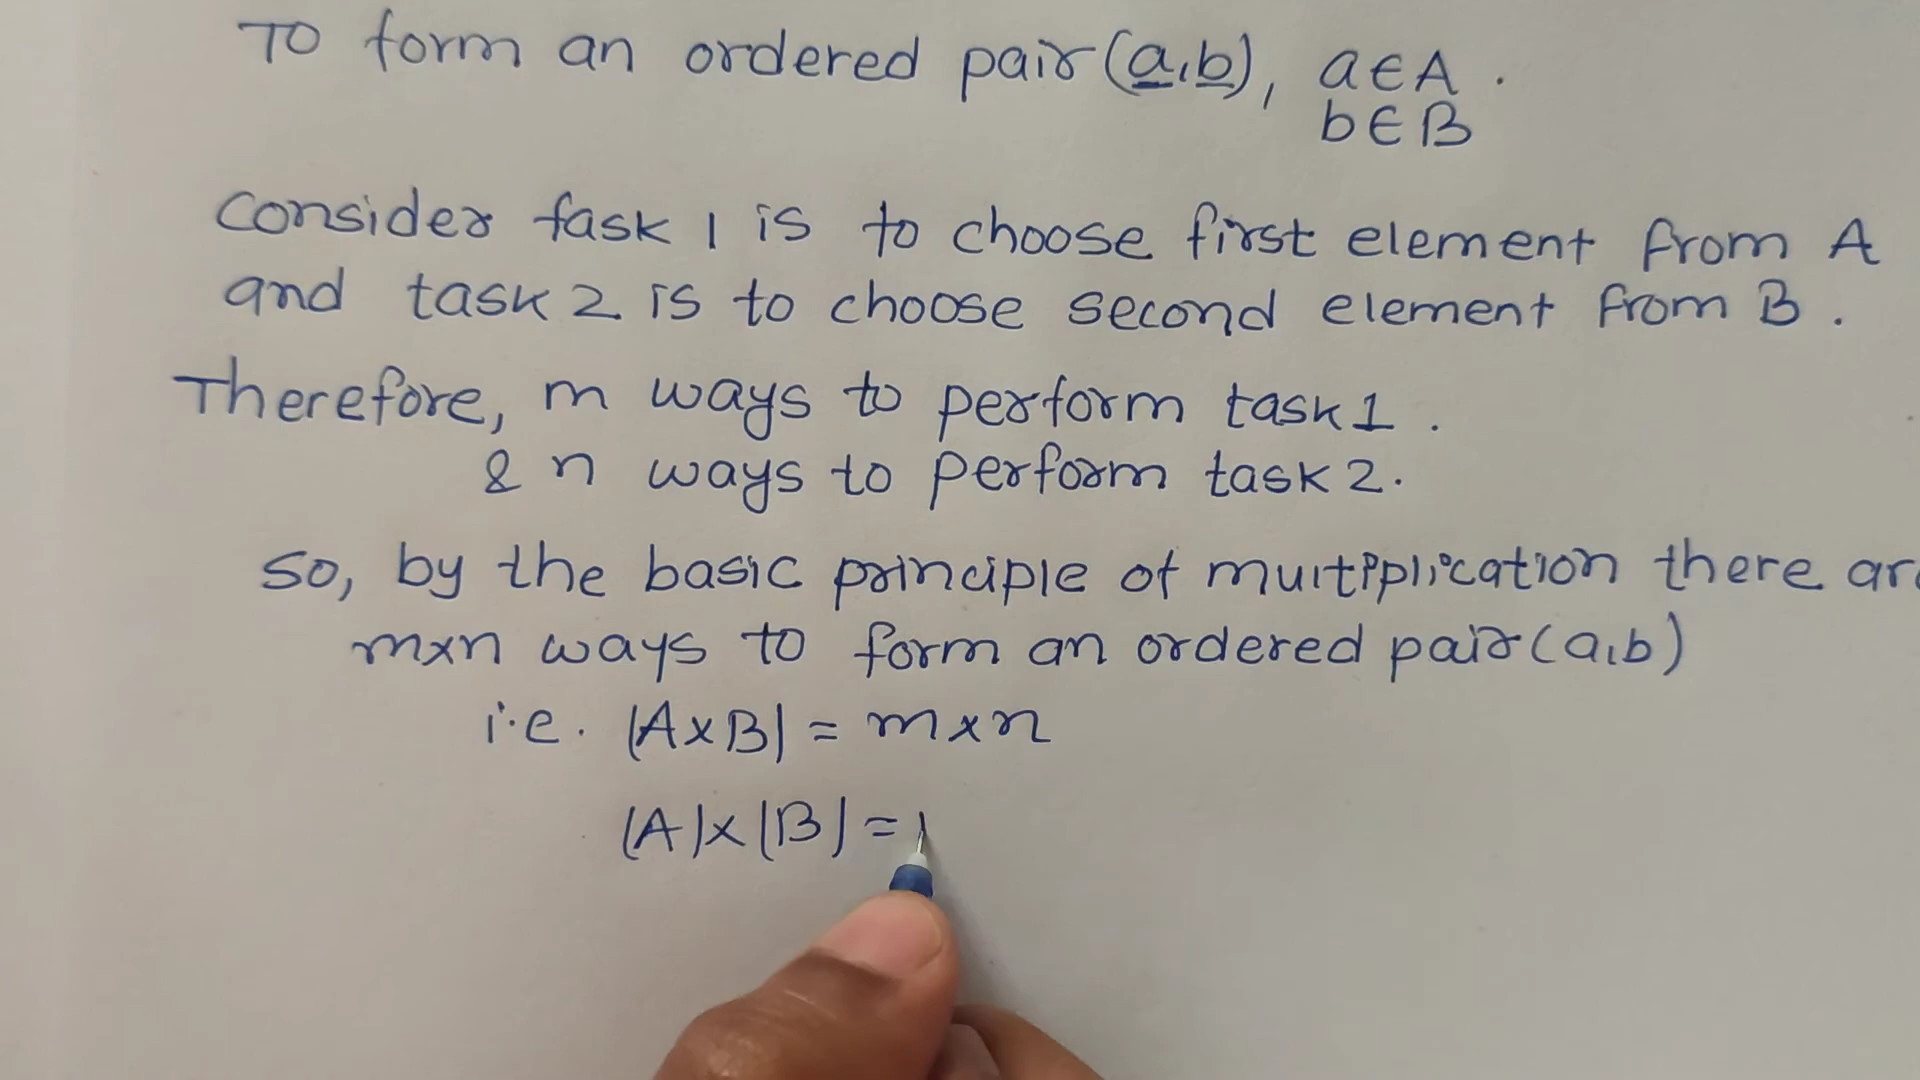 To form an ordered pair (a,b), a∈A .
b∈B
Consider task 1 is to choose first element from A
and task 2 is to choose second element from B .
Therefore, m ways to perform task 1 .
& n ways to perform task 2 .
So, by the basic principle of multiplication there are
m×n ways to form an ordered pair (a,b)
i.e. |A×B| = m×n
|A|×|B| =